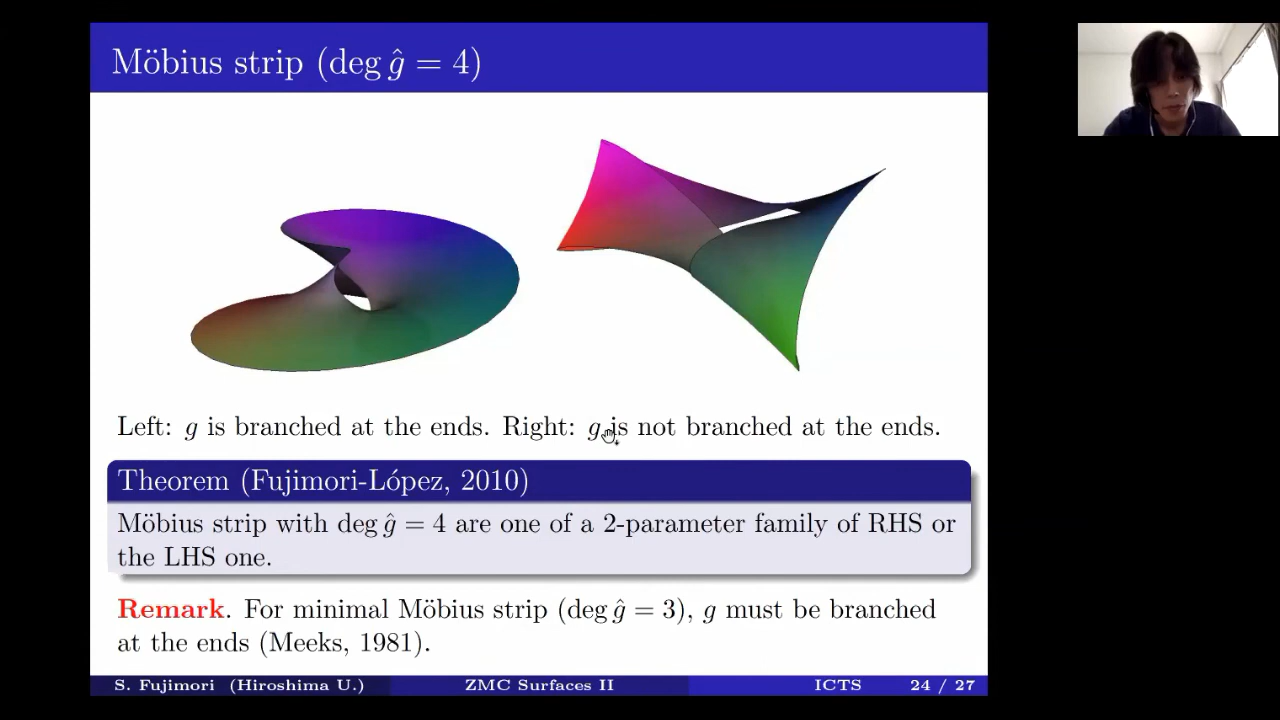 Möbius strip (deg ĝ = 4)
Left: g is branched at the ends. Right: g is not branched at the ends.
Theorem (Fujimori-López, 2010)
Möbius strip with deg ĝ = 4 are one of a 2-parameter family of RHS or
the LHS one.
Remark. For minimal Möbius strip (deg ĝ = 3), g must be branched
at the ends (Meeks, 1981).
S. Fujimori (Hiroshima U.) ZMC Surfaces II ICTS 24 / 27